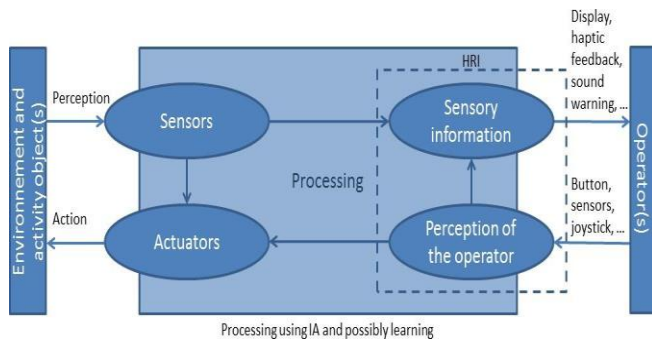 Environnement and
activity object(s)
Perception
Action
Sensors
Actuators
Processing
HRI
Sensory
information
Perception of
the operator
Display,
haptic
feedback,
sound
warning, ...
Button,
sensors,
joystick, ...
Operator(s)
Processing using IA and possibly learning